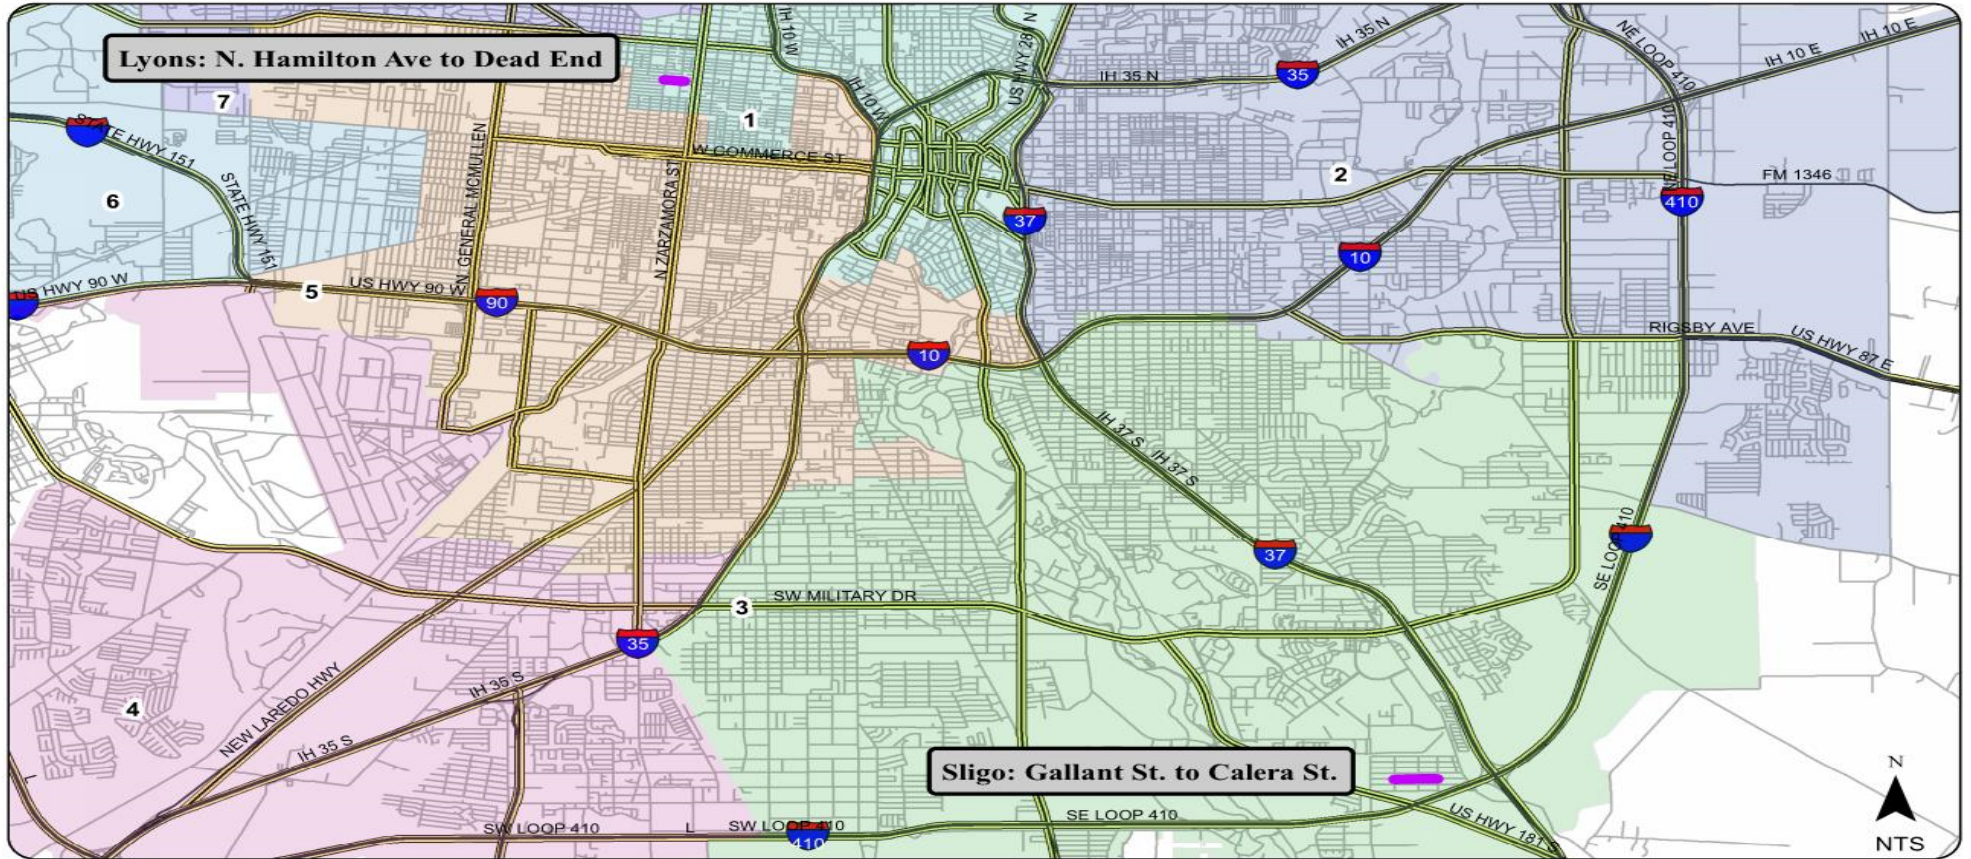 Lyons: N. Hamilton Ave to Dead End
IH 10 W
US HWY 281 N
IH 35 N
NE LOOP 410
IH 10 E
IH 10 E
35
IH 35 N
7
1
IH 10 W
STATE HWY 151
N GENERAL MCMULLEN
W COMMERCE ST
NE LOOP 410
2
FM 1346
6
STATE HWY 151
N ZARZAMORA ST
37
410
10
US HWY 90 W
5
US HWY 90 W
90
10
RIGSBY AVE
US HWY 87 E
IH 37 S
IH 37 S
37
SE LOOP 410
SW MILITARY DR
3
35
IH 35 S
NEW LAREDO HWY
4
IH 35 S
Sligo: Gallant St. to Calera St.
N
SE LOOP 410
US HWY 181 S
SW LOOP 410
L
SW LOOP 410
410
NTS
L